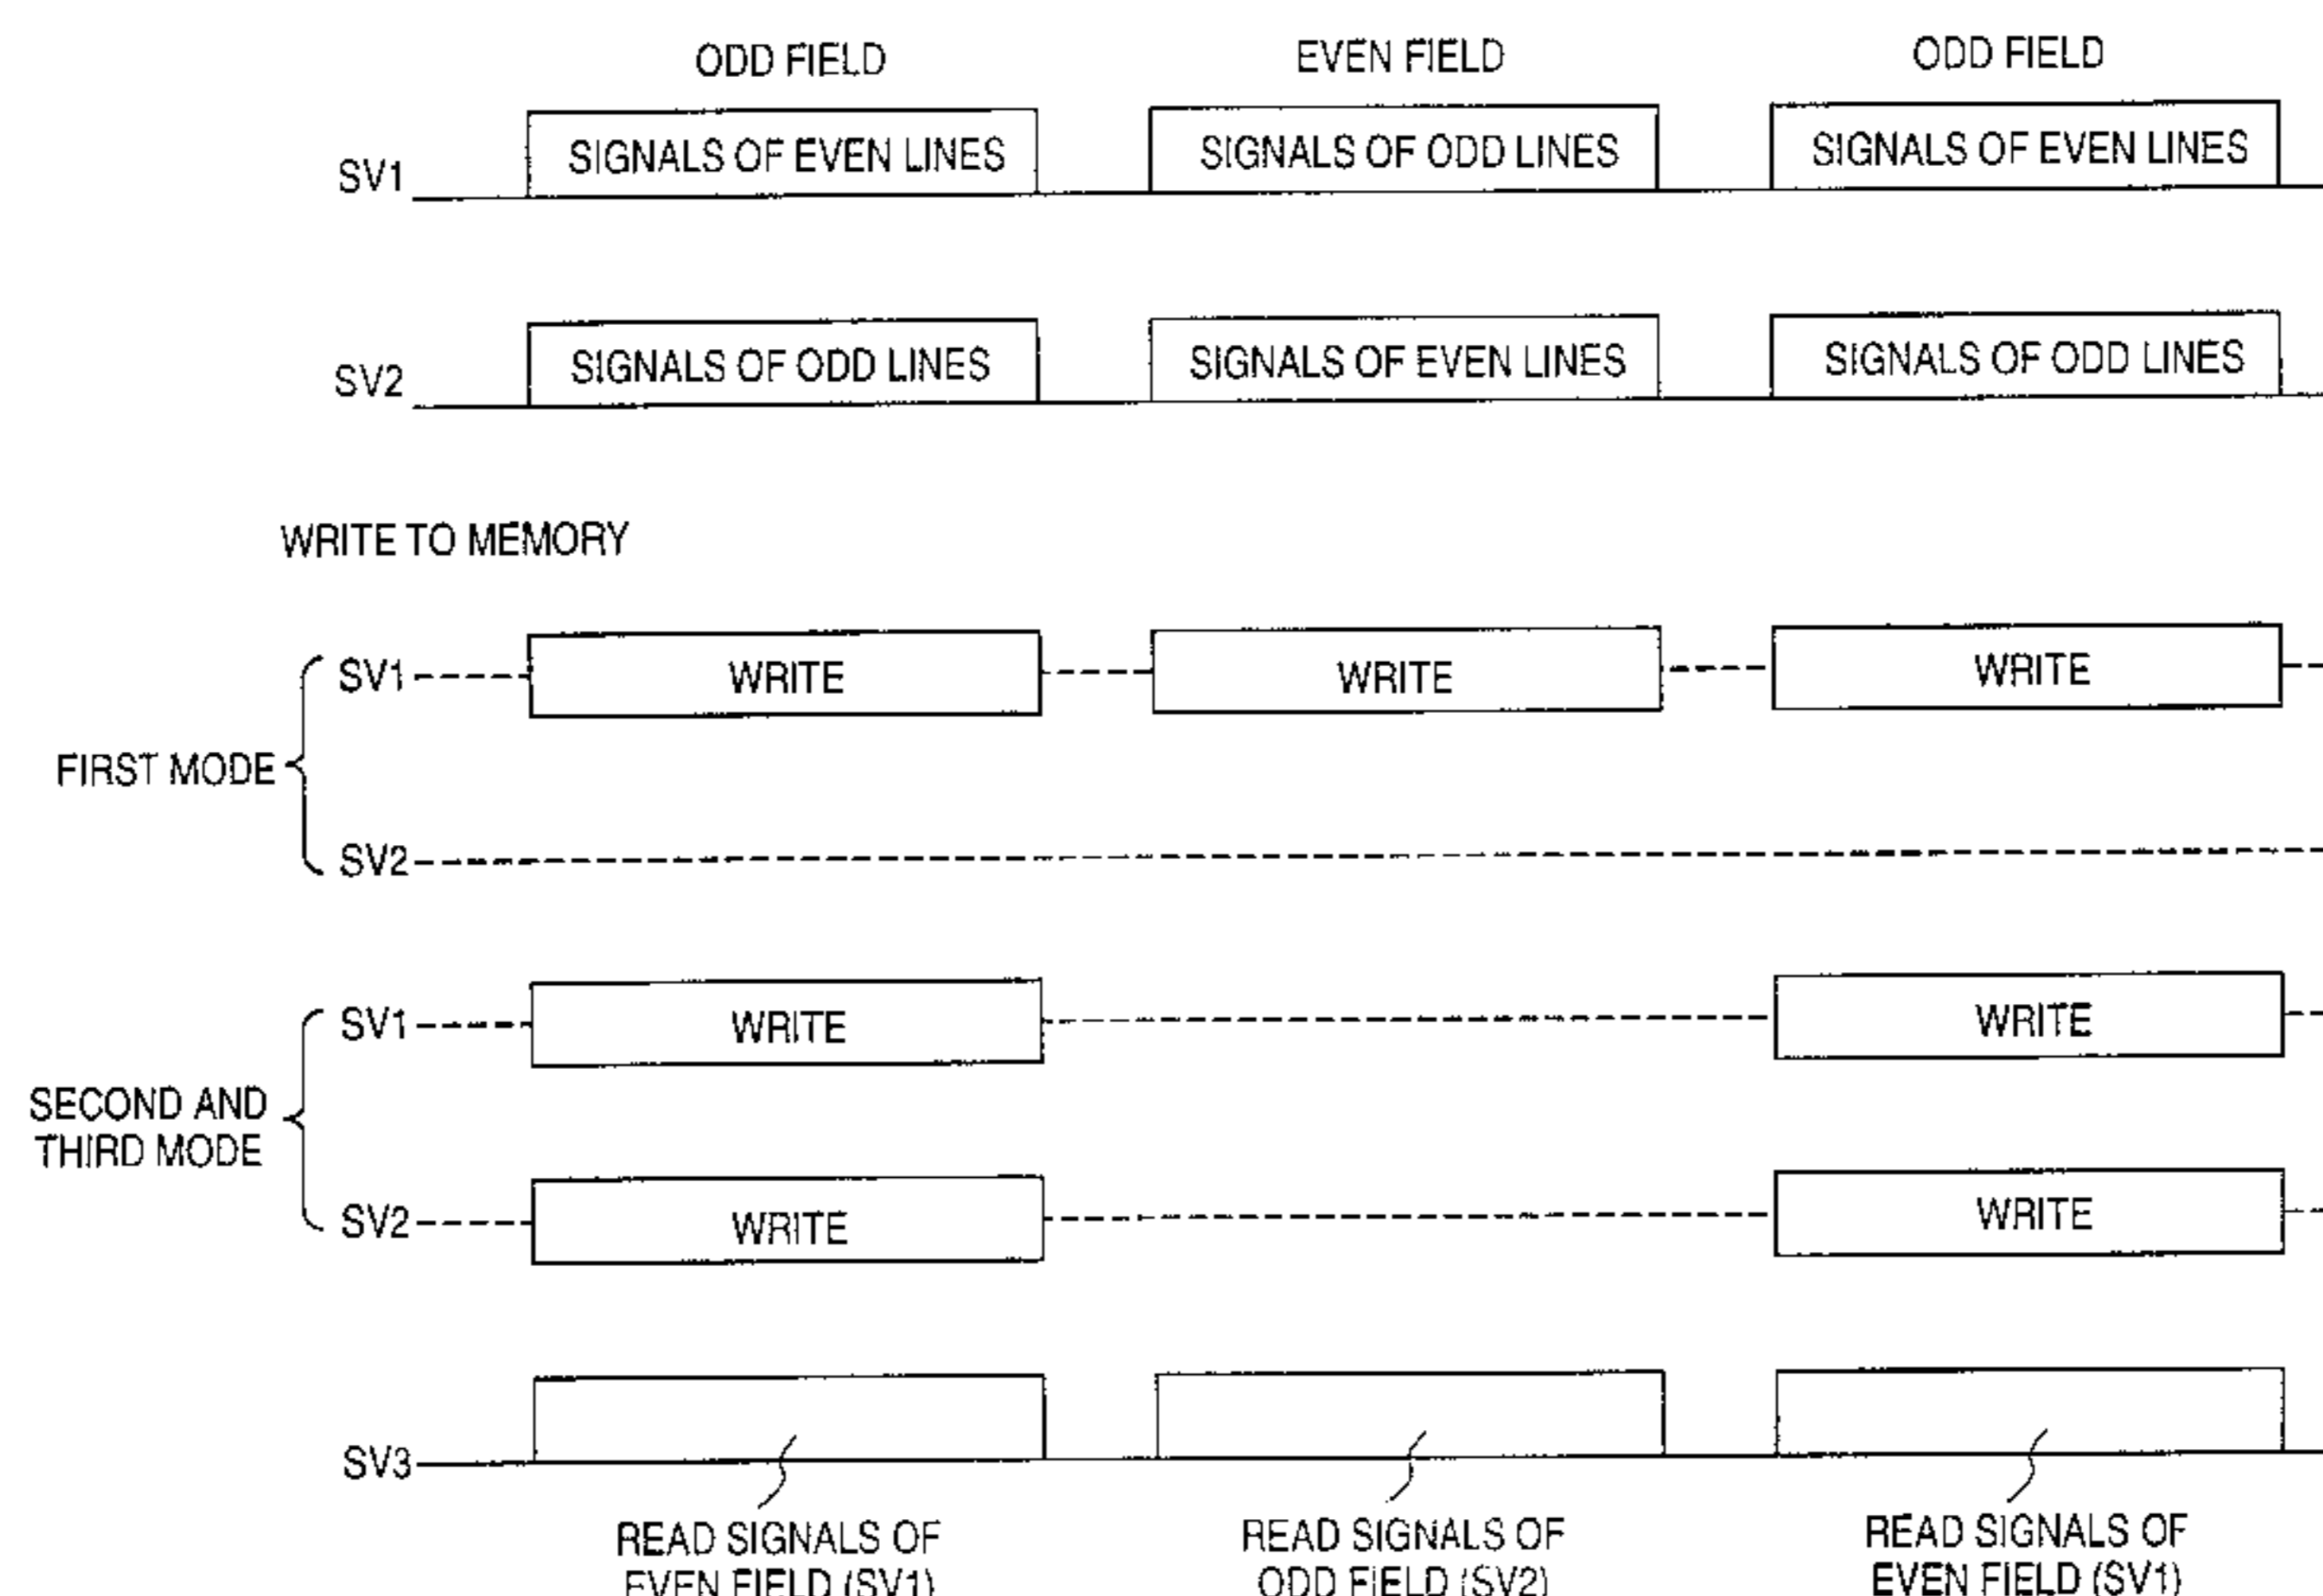 ODD FIELD EVEN FIELD ODD FIELD
SV1 SIGNALS OF EVEN LINES SIGNALS OF ODD LINES SIGNALS OF EVEN LINES
SV2 SIGNALS OF ODD LINES SIGNALS OF EVEN LINES SIGNALS OF ODD LINES
WRITE TO MEMORY
SV1 WRITE WRITE WRITE
FIRST MODE
SV2
SV1 WRITE WRITE
SECOND AND
THIRD MODE
SV2 WRITE WRITE
SV3
READ SIGNALS OF READ SIGNALS OF READ SIGNALS OF
EVEN FIELD (SV1) ODD FIELD (SV2) EVEN FIELD (SV1)